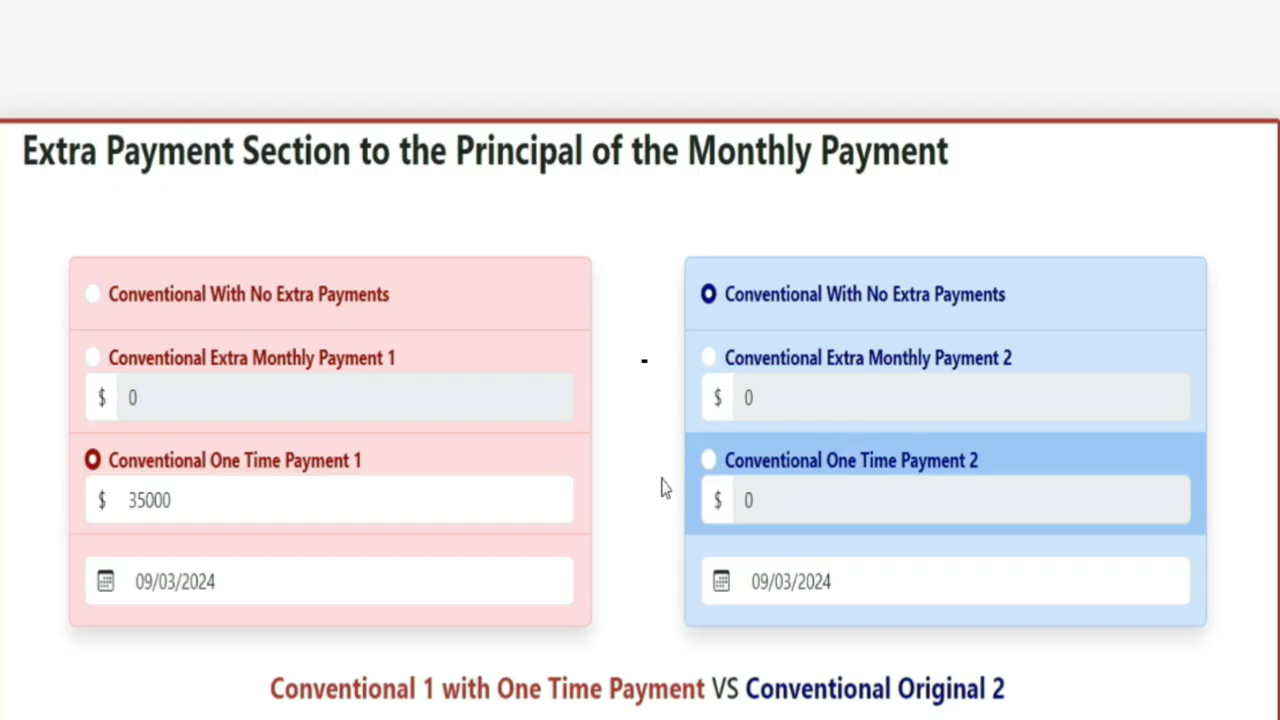 Extra Payment Section to the Principal of the Monthly Payment
Conventional With No Extra Payments
Conventional Extra Monthly Payment 1
$ 0
Conventional One Time Payment 1
$ 35000
09/03/2024
-
Conventional With No Extra Payments
Conventional Extra Monthly Payment 2
$ 0
Conventional One Time Payment 2
$ 0
09/03/2024
Conventional 1 with One Time Payment VS Conventional Original 2